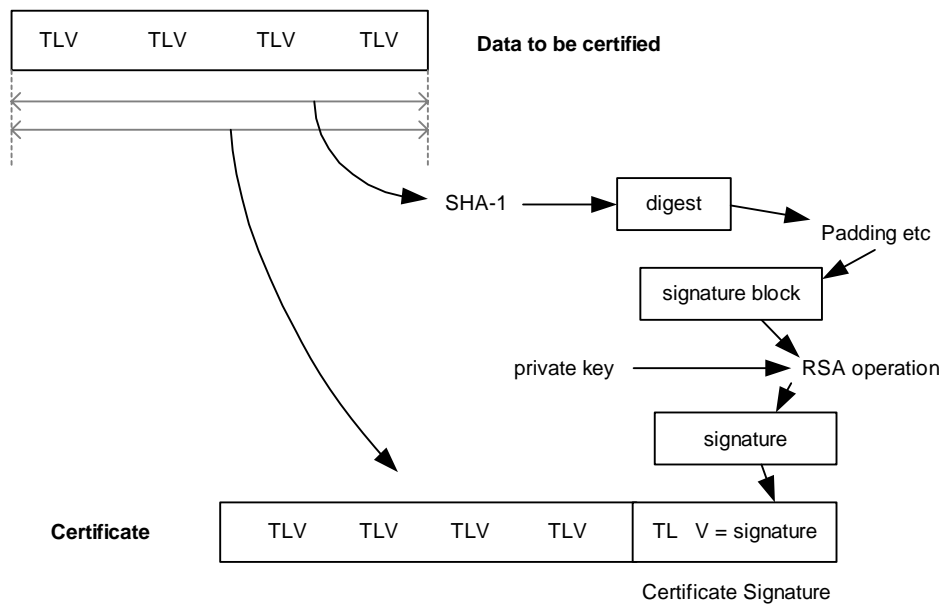 TLV TLV TLV TLV
Data to be certified
SHA-1
digest
Padding etc
signature block
private key
RSA operation
signature
Certificate
TLV TLV TLV TLV
TL V = signature
Certificate Signature